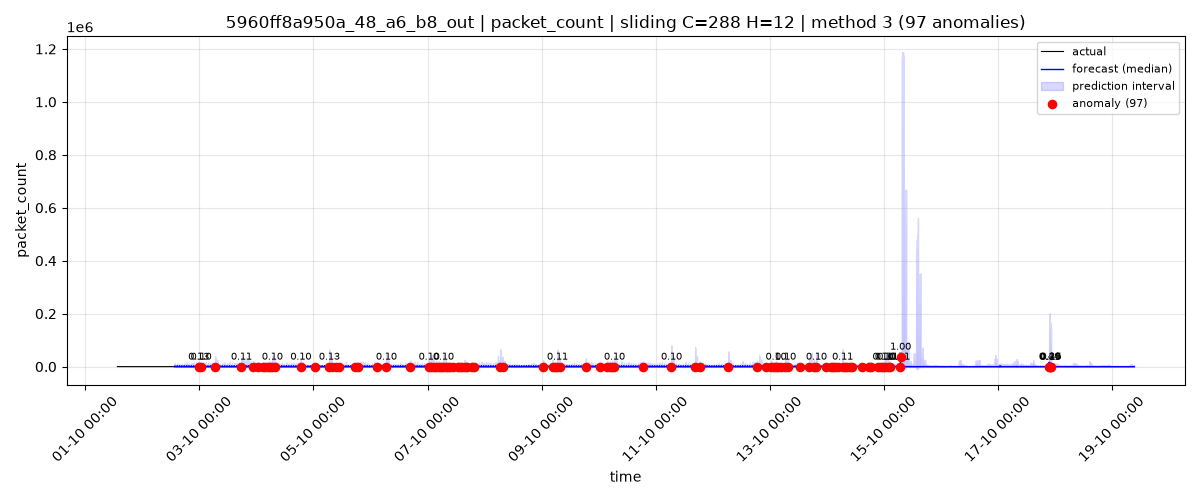 5960ff8a950a_48_a6_b8_out | packet_count | sliding C=288 H=12 | method 3 (97 anomalies)
1e6
1.2
1.0
0.8
0.6
0.4
0.2
0.0
packet_count
actual
forecast (median)
prediction interval
anomaly (97)
0.11 0.10 0.10 0.13 0.10 0.10 0.11 0.10 0.10 0.10 0.11 1.00
01-10 00:00
03-10 00:00
05-10 00:00
07-10 00:00
09-10 00:00
11-10 00:00
13-10 00:00
15-10 00:00
17-10 00:00
19-10 00:00
time